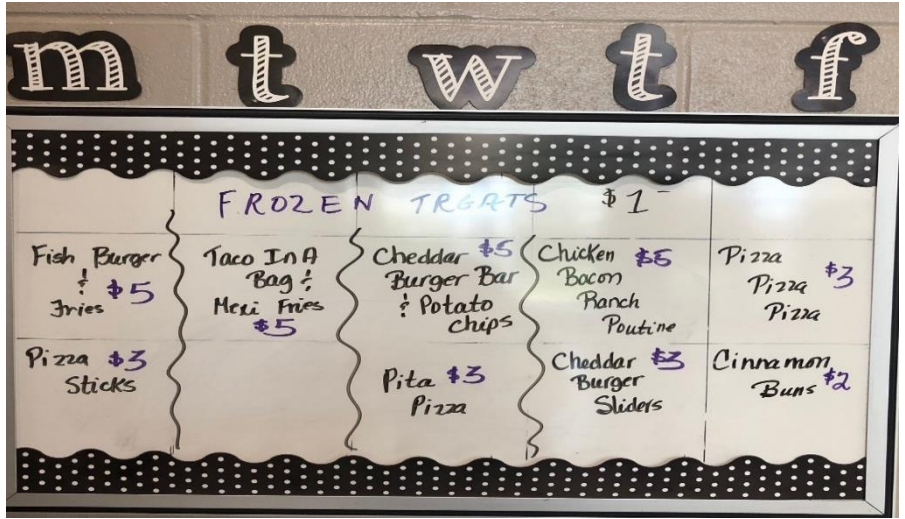 m t w t f
FROZEN TREATS $1
Fish Burger
& $5
Fries
Pizza $3
Sticks
Taco In A
Bag &
Mexi Fries
$5
Cheddar $5
Burger Bar
& Potato
Chips
Pita $3
Pizza
Chicken
Bacon
Ranch
Poutine
Cheddar $3
Burger
Sliders
Pizza
Pizza $3
Pizza
Cinnamon
Buns $2